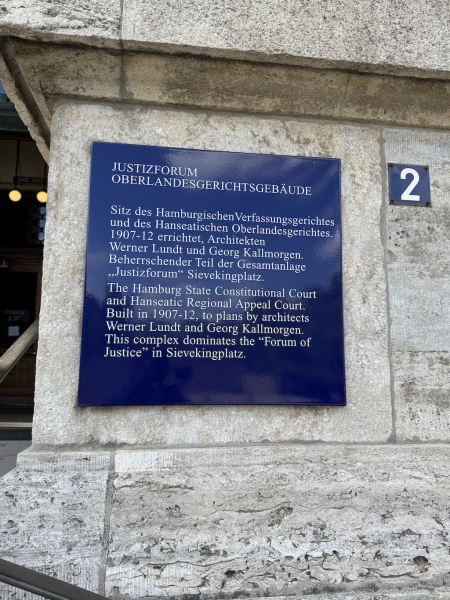 JUSTIZFORUM
OBERLANDESGERICHTSGEBÄUDE
Sitz des Hamburgischen Verfassungsgerichtes
und des Hanseatischen Oberlandesgerichtes.
1907-12 errichtet, Architekten
Werner Lundt und Georg Kallmorgen.
Beherrschender Teil der Gesamtanlage
„Justizforum“ Sievekingplatz.
The Hamburg State Constitutional Court
and Hanseatic Regional Appeal Court.
Built in 1907-12, to plans by architects
Werner Lundt and Georg Kallmorgen.
This complex dominates the “Forum of
Justice” in Sievekingplatz.
2